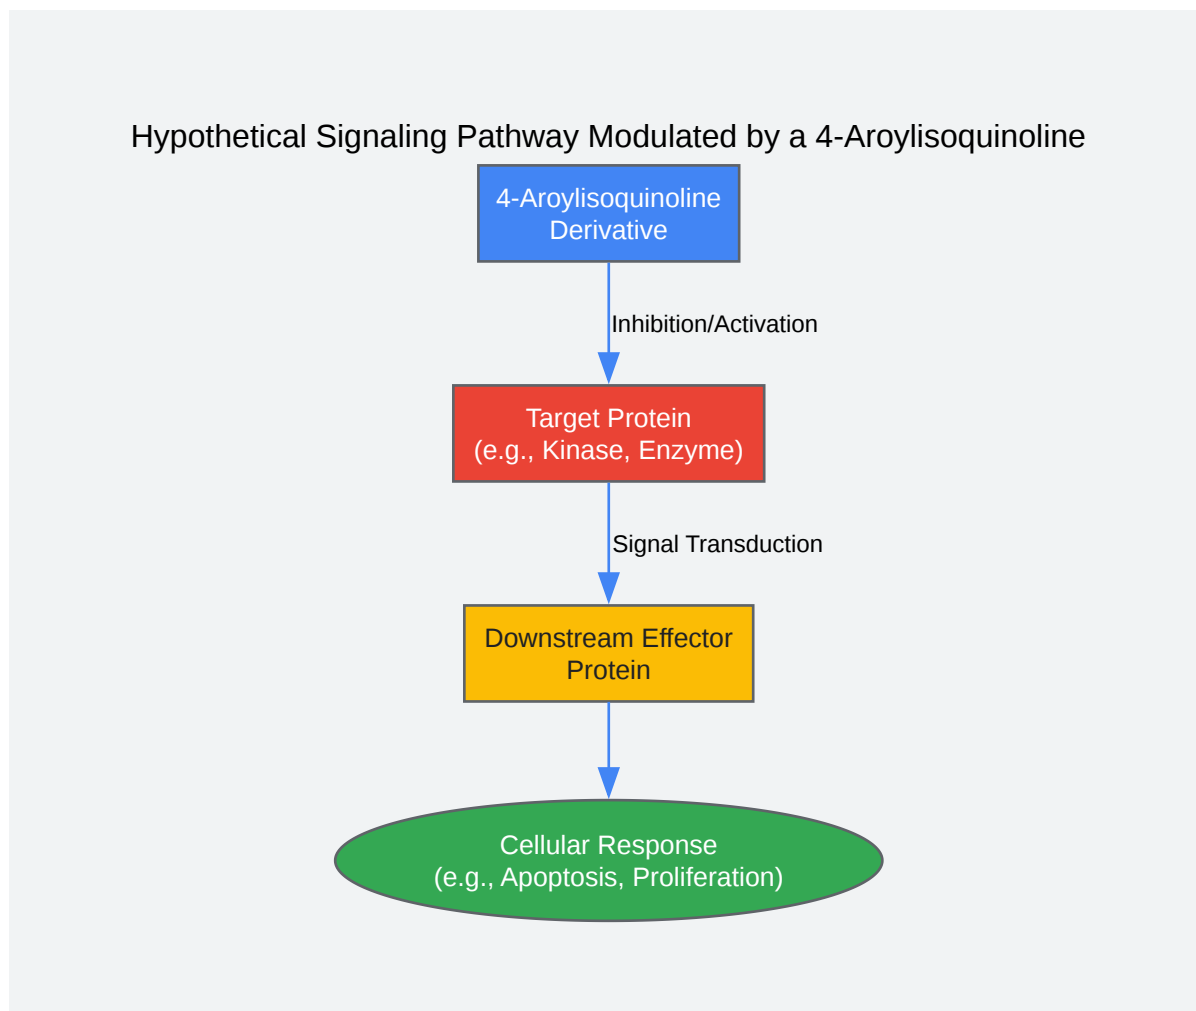 Hypothetical Signaling Pathway Modulated by a 4-Aroylisoquinoline
4-Aroylisoquinoline
Derivative
Inhibition/Activation
Target Protein
(e.g., Kinase, Enzyme)
Signal Transduction
Downstream Effector
Protein
Cellular Response
(e.g., Apoptosis, Proliferation)